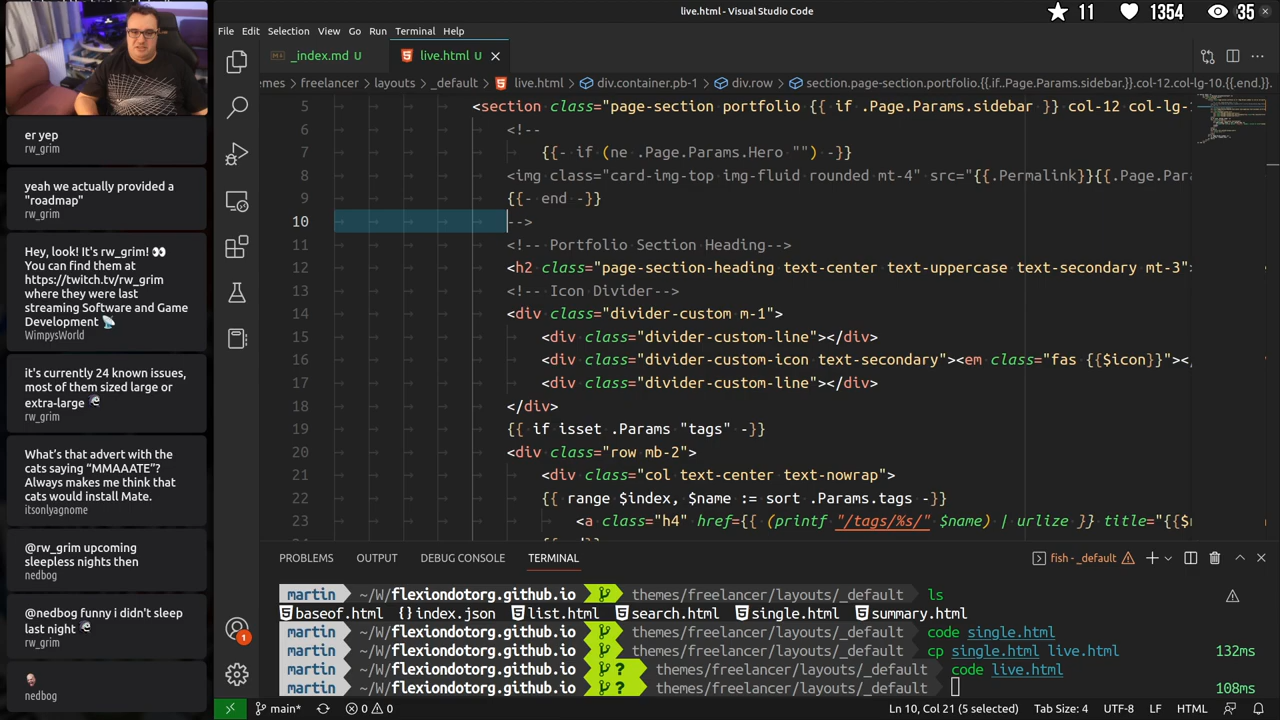 live.html - Visual Studio Code
11
1354
35
File Edit Selection View Go Run Terminal Help
_index.md U
live.html U
emes > freelancer > layouts > _default > live.html > div.container.pb-1 > div.row > section.page-section.portfolio.{{.if..Page.Params.sidebar.}}.col-12.col-lg-10.{{.end.}}.
er yep
rw_grim
yeah we actually provided a
"roadmap"
rw_grim
Hey, look! It's rw_grim! 👀
You can find them at
https://twitch.tv/rw_grim
where they were last
streaming Software and Game
Development 📡
WimpysWorld
it's currently 24 known issues,
most of them sized large or
extra-large
rw_grim
What's that advert with the
cats saying “MMAAATE”?
Always makes me think that
cats would install Mate.
itsonlyagnome
@rw_grim upcoming
sleepless nights then
nedbog
@nedbog funny i didn't sleep
last night
rw_grim
nedbog
5 <section class="page-section portfolio {{ if .Page.Params.sidebar }} col-12 col-lg-1
6 <!--
7 {{- if (ne .Page.Params.Hero "") -}}
8 <img class="card-img-top img-fluid rounded mt-4" src="{{.Permalink}}{{.Page.Par
9 {{- end -}}
10 -->
11 <!-- Portfolio Section Heading-->
12 <h2 class="page-section-heading text-center text-uppercase text-secondary mt-3">
13 <!-- Icon Divider-->
14 <div class="divider-custom m-1">
15 <div class="divider-custom-line"></div>
16 <div class="divider-custom-icon text-secondary"><em class="fas {{$icon}}"></
17 <div class="divider-custom-line"></div>
18 </div>
19 {{ if isset .Params "tags" -}}
20 <div class="row mb-2">
21 <div class="col text-center text-nowrap">
22 {{ range $index, $name := sort .Params.tags -}}
23 <a class="h4" href={{ (printf "/tags/%s/" $name) | urlize }} title="{{$n
PROBLEMS OUTPUT DEBUG CONSOLE TERMINAL
fish - _default
martin ~/W/flexiondotorg.github.io themes/freelancer/layouts/_default ls
baseof.html {}index.json list.html search.html single.html summary.html
martin ~/W/flexiondotorg.github.io themes/freelancer/layouts/_default code single.html
martin ~/W/flexiondotorg.github.io themes/freelancer/layouts/_default cp single.html live.html 132ms
martin ~/W/flexiondotorg.github.io ? themes/freelancer/layouts/_default code live.html
martin ~/W/flexiondotorg.github.io ? themes/freelancer/layouts/_default 108ms
1
main* 0 0 Ln 10, Col 21 (5 selected) Tab Size: 4 UTF-8 LF HTML